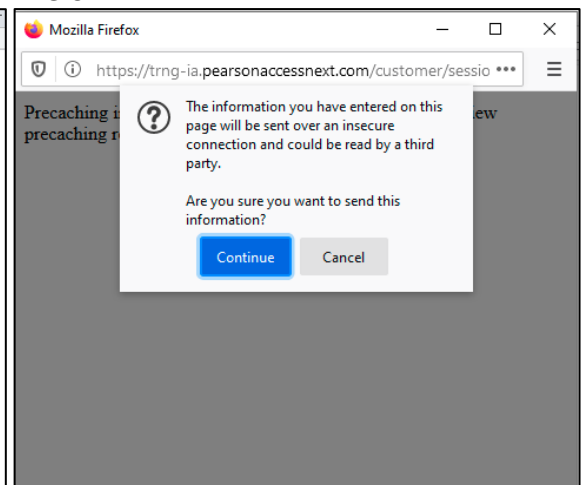 Mozilla Firefox
https://trng-ia.pearsonaccessnext.com/customer/sessio
Precaching i
ew
precaching r
The information you have entered on this
page will be sent over an insecure
connection and could be read by a third
party.
Are you sure you want to send this
information?
Continue
Cancel